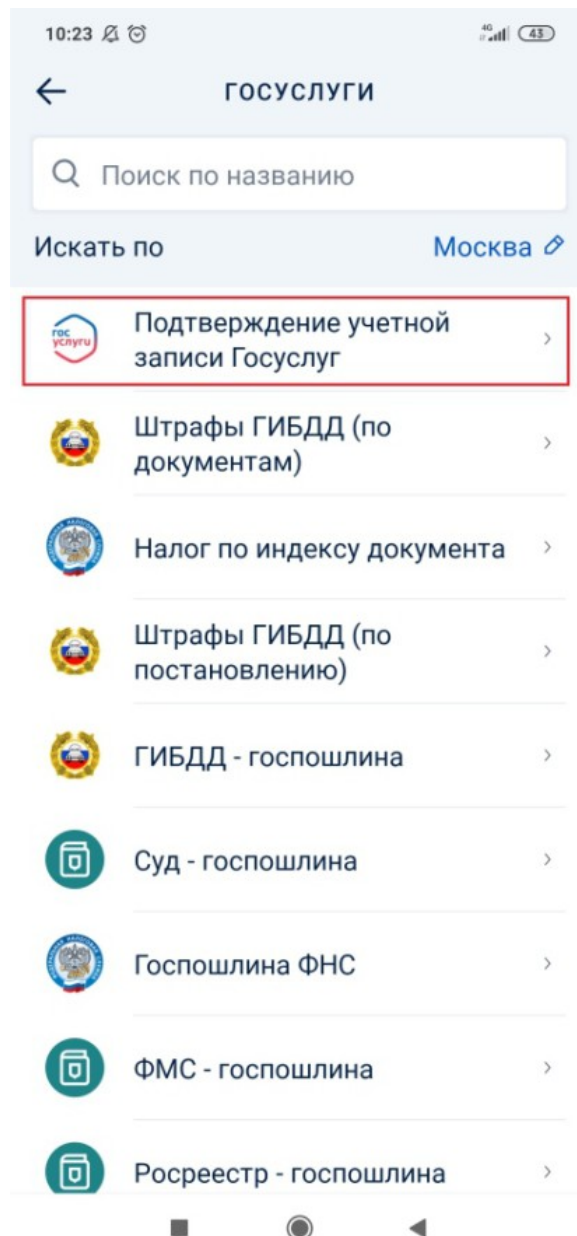 10:23
4G
43
ГОСУСЛУГИ
Поиск по названию
Искать по
Москва
гос
услуги
Подтверждение учетной
записи Госуслуг
Штрафы ГИБДД (по
документам)
Налог по индексу документа
Штрафы ГИБДД (по
постановлению)
ГИБДД - госпошлина
Суд - госпошлина
Госпошлина ФНС
ФМС - госпошлина
Росреестр - госпошлина